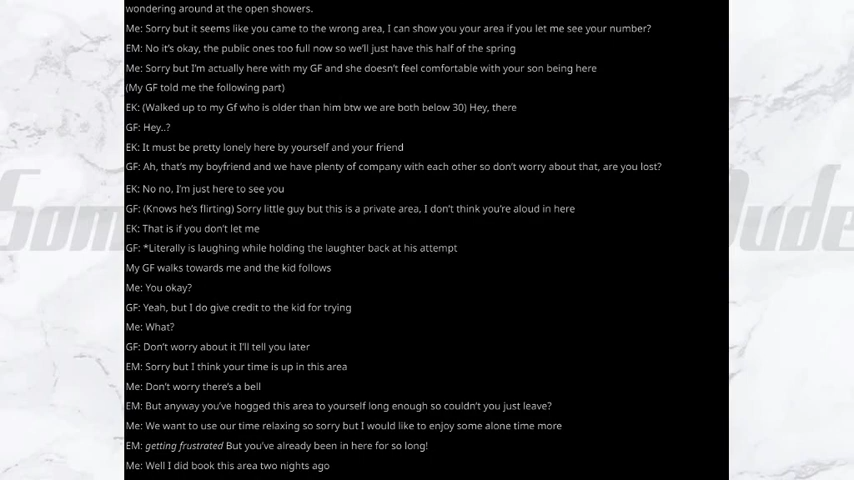 wondering around at the open showers.
Me: Sorry but it seems like you came to the wrong area, I can show you your area if you let me see your number?
EM: No it's okay, the public ones too full now so we'll just have this half of the spring
Me: Sorry but I'm actually here with my GF and she doesn't feel comfortable with your son being here
(My GF told me the following part)
EK: (Walked up to my Gf who is older than him btw we are both below 30) Hey, there
GF: Hey..?
EK: It must be pretty lonely here by yourself and your friend
GF: Ah, that's my boyfriend and we have plenty of company with each other so don't worry about that, are you lost?
EK: No no, I'm just here to see you
GF: (Knows he's flirting) Sorry little guy but this is a private area, I don't think you're aloud in here
EK: That is if you don't let me
GF: *Literally is laughing while holding the laughter back at his attempt
My GF walks towards me and the kid follows
Me: You okay?
GF: Yeah, but I do give credit to the kid for trying
Me: What?
GF: Don't worry about it I'll tell you later
EM: Sorry but I think your time is up in this area
Me: Don't worry there's a bell
EM: But anyway you've hogged this area to yourself long enough so couldn't you just leave?
Me: We want to use our time relaxing so sorry but I would like to enjoy some alone time more
EM: getting frustrated But you've already been in here for so long!
Me: Well I did book this area two nights ago
Som
Dude